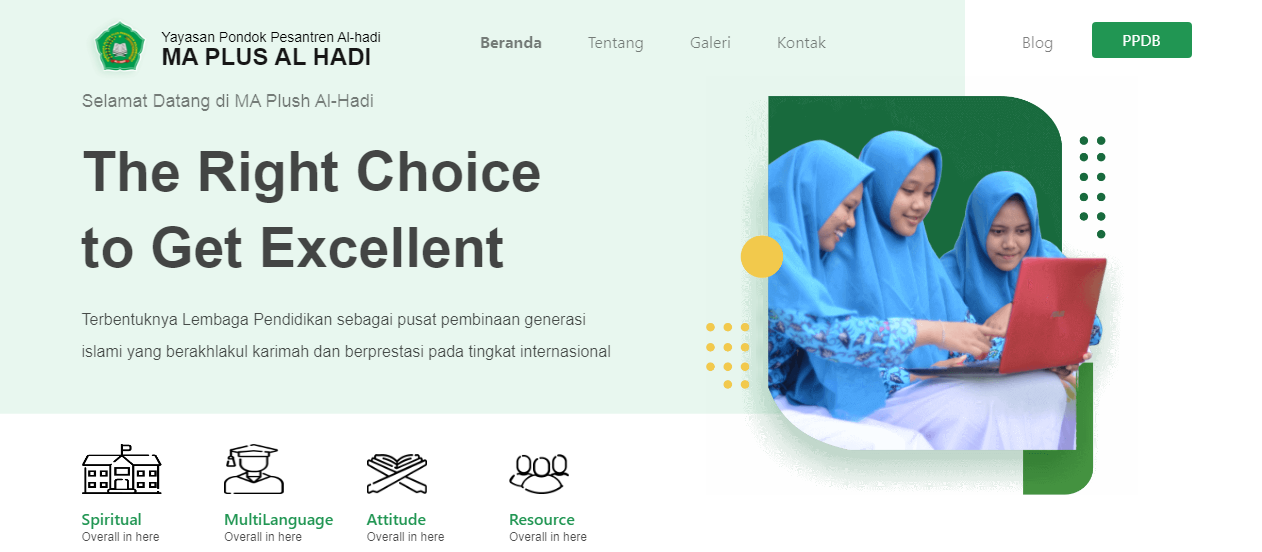 Yayasan Pondok Pesantren Al-hadi
MA PLUS AL HADI
Beranda
Tentang
Galeri
Kontak
Blog
PPDB
Selamat Datang di MA Plush Al-Hadi
The Right Choice
to Get Excellent
Terbentuknya Lembaga Pendidikan sebagai pusat pembinaan generasi
islami yang berakhlakul karimah dan berprestasi pada tingkat internasional
Spiritual
Overall in here
MultiLanguage
Overall in here
Attitude
Overall in here
Resource
Overall in here